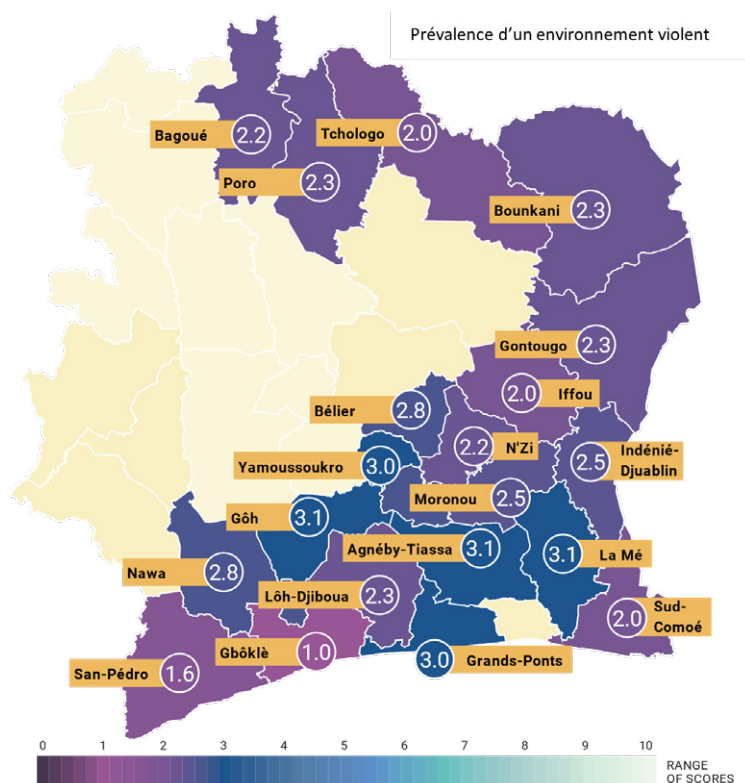 Prévalence d’un environnement violent
Bagoué 2.2
Tchologo 2.0
Poro 2.3
Bounkani 2.3
Gontougo 2.3
Iffou 2.0
Bélier 2.8
N'Zi 2.2
Indénié-
Djuablin 2.5
Yamoussoukro 3.0
Moronou 2.5
Gôh 3.1
Agnéby-Tiassa 3.1
La Mé 3.1
Nawa 2.8
Lôh-Djiboua 2.3
Sud-
Comoé 2.0
Gbôklè 1.0
Grands-Ponts 3.0
San-Pédro 1.6
0 1 2 3 4 5 6 7 8 9 10
RANGE
OF SCORES